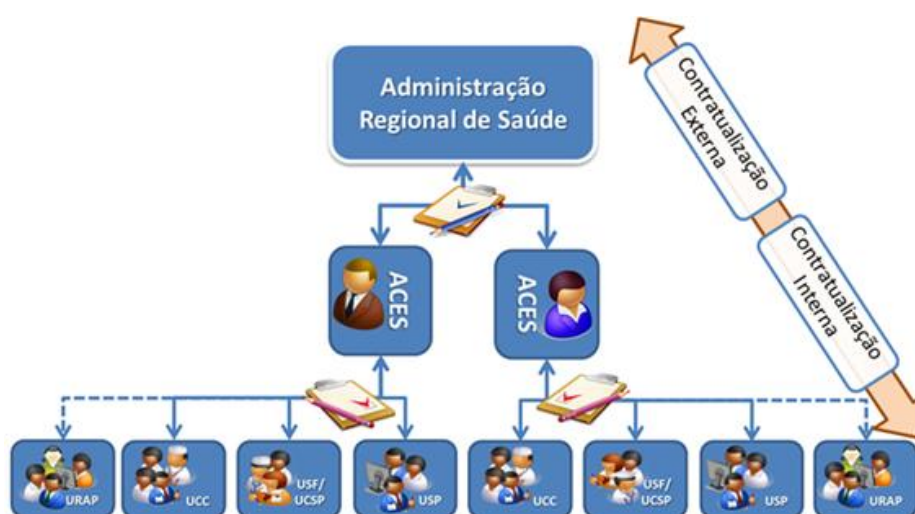 Administração
Regional de Saúde
Contratualização
Externa
Contratualização
Interna
ACES
ACES
URAP
UCC
USF/
UCSP
USP
UCC
USF/
UCSP
USP
URAP